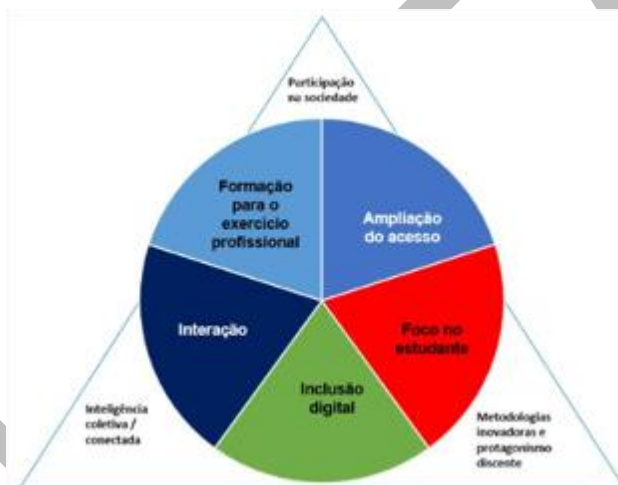 Participação
na sociedade
Formação
para o
exercício
profissional
Ampliação
do acesso
Interação
Foco no
estudante
Inclusão
digital
Inteligência
coletiva /
conectada
Metodologias
inovadoras e
protagonismo
discente